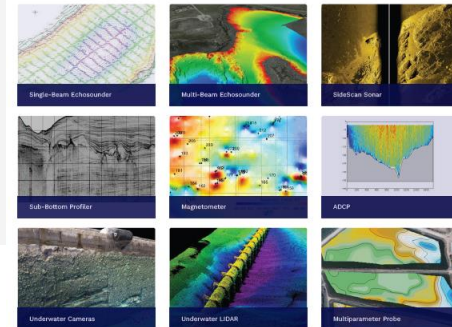 Single-Beam Echosounder
Multi-Beam Echosounder
SideScan Sonar
Sub-Bottom Profiler
Magnetometer
ADCP
Underwater Cameras
Underwater LIDAR
Multiparameter Probe